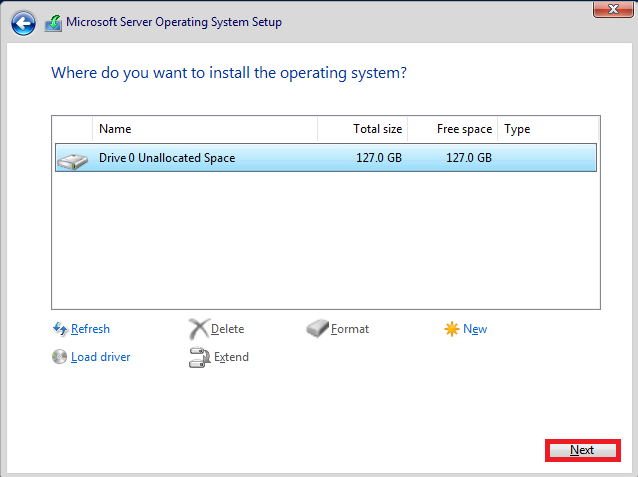 Microsoft Server Operating System Setup
Where do you want to install the operating system?
Name Total size Free space Type
Drive 0 Unallocated Space 127.0 GB 127.0 GB
Refresh Delete Format New
Load driver Extend
Next